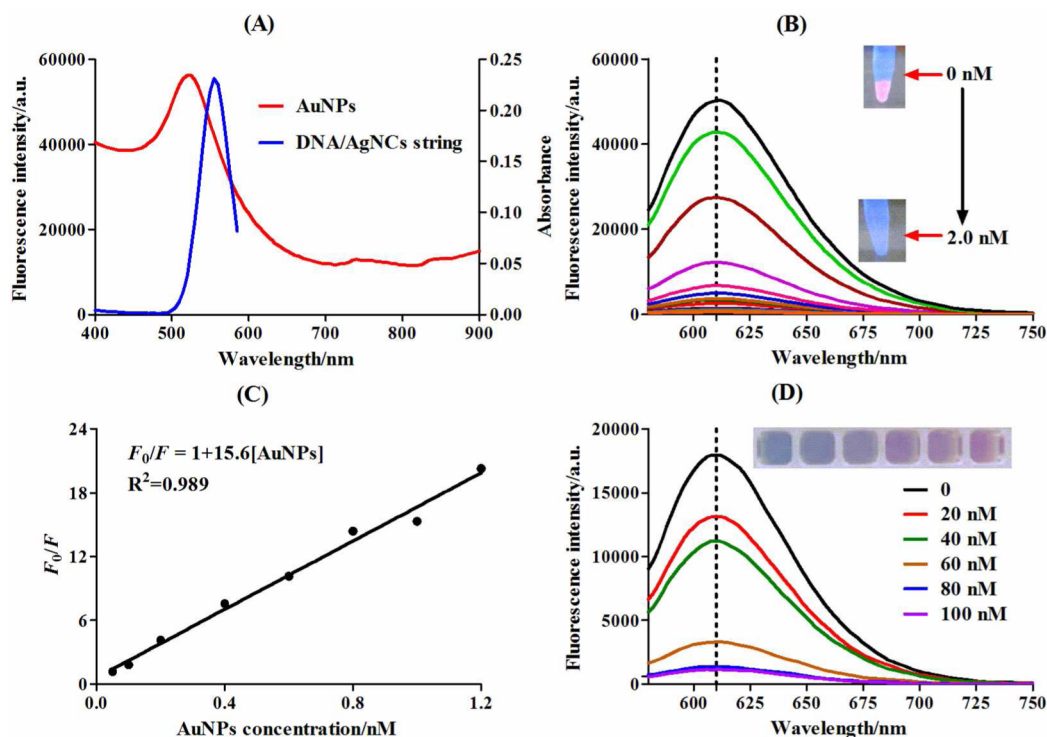 (A)
Fluorescence intensity/a.u.
60000
40000
20000
0
0.25
0.20
0.15
0.10
0.05
0.00
Absorbance
AuNPs
DNA/AgNCs string
400 500 600 700 800 900
Wavelength/nm
(B)
Fluorescence intensity/a.u.
60000
40000
20000
0
0 nM
2.0 nM
600 625 650 675 700 725 750
Wavelength/nm
(C)
F0/F
24
18
12
6
0
F0/F = 1+15.6[AuNPs]
R2=0.989
0.0 0.4 0.8 1.2
AuNPs concentration/nM
(D)
Fluorescence intensity/a.u.
20000
15000
10000
5000
0
0
20 nM
40 nM
60 nM
80 nM
100 nM
600 625 650 675 700 725 750
Wavelength/nm